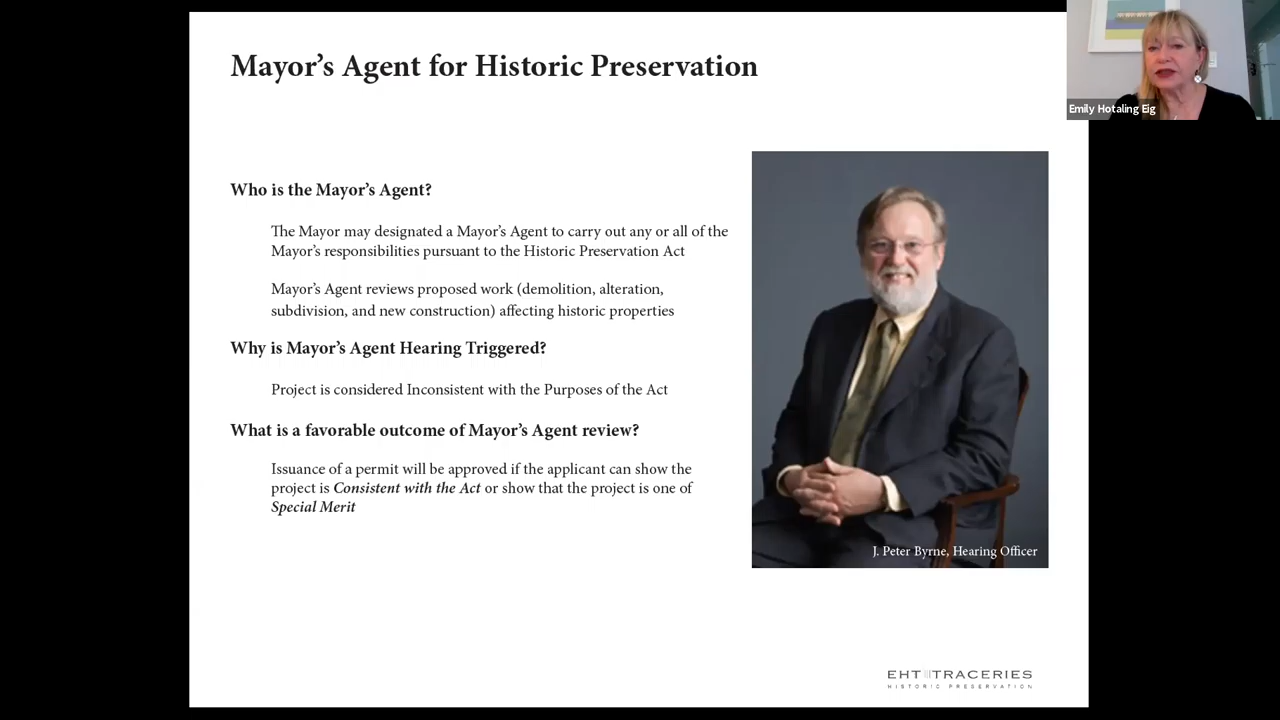 Mayor’s Agent for Historic Preservation
Emily Hotaling Eig
Who is the Mayor’s Agent?
The Mayor may designated a Mayor’s Agent to carry out any or all of the
Mayor’s responsibilities pursuant to the Historic Preservation Act
Mayor’s Agent reviews proposed work (demolition, alteration,
subdivision, and new construction) affecting historic properties
Why is Mayor’s Agent Hearing Triggered?
Project is considered Inconsistent with the Purposes of the Act
What is a favorable outcome of Mayor’s Agent review?
Issuance of a permit will be approved if the applicant can show the
project is Consistent with the Act or show that the project is one of
Special Merit
J. Peter Byrne, Hearing Officer
EHT TRACERIES
HISTORIC PRESERVATION